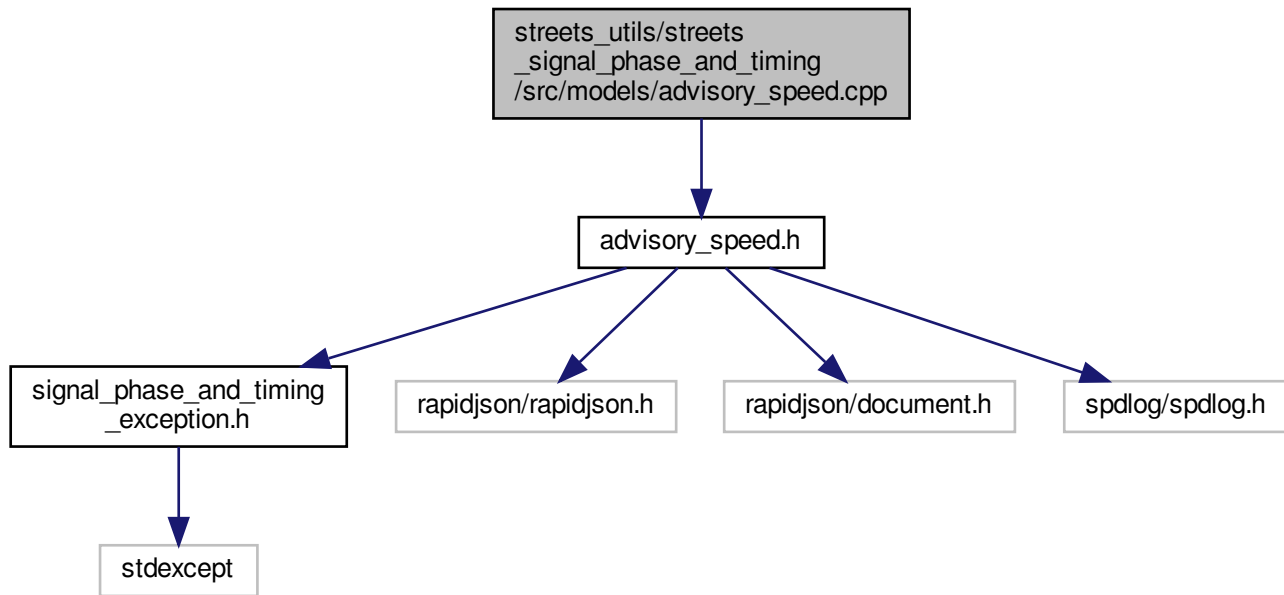 streets_utils/streets
_signal_phase_and_timing
/src/models/advisory_speed.cpp
advisory_speed.h
signal_phase_and_timing
_exception.h
rapidjson/rapidjson.h
rapidjson/document.h
spdlog/spdlog.h
stdexcept